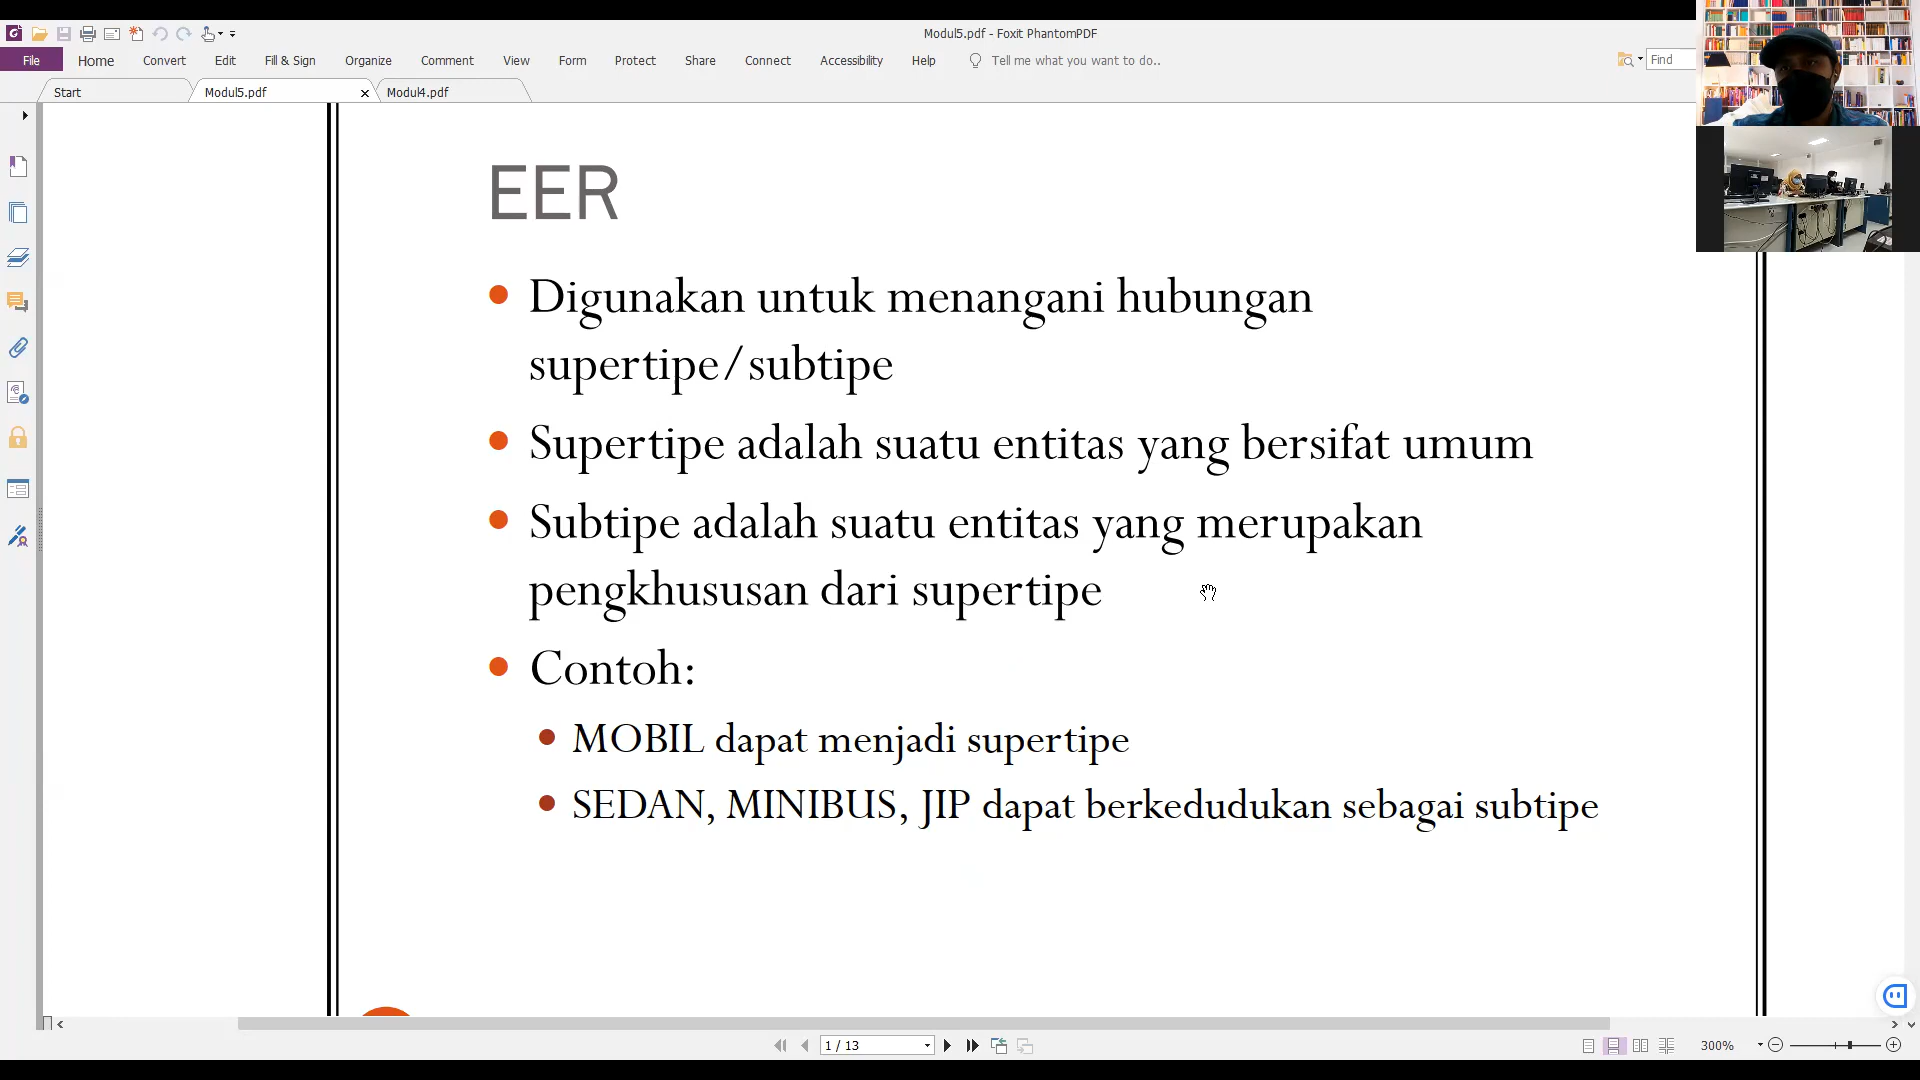 Modul5.pdf - Foxit PhantomPDF
File Home Convert Edit Fill & Sign Organize Comment View Form Protect Share Connect Accessibility Help Tell me what you want to do.. Find
Start Modul5.pdf Modul4.pdf
EER
Digunakan untuk menangani hubungan
supertipe/subtipe
Supertipe adalah suatu entitas yang bersifat umum
Subtipe adalah suatu entitas yang merupakan
pengkhususan dari supertipe
Contoh:
MOBIL dapat menjadi supertipe
SEDAN, MINIBUS, JIP dapat berkedudukan sebagai subtipe
1 / 13 300%